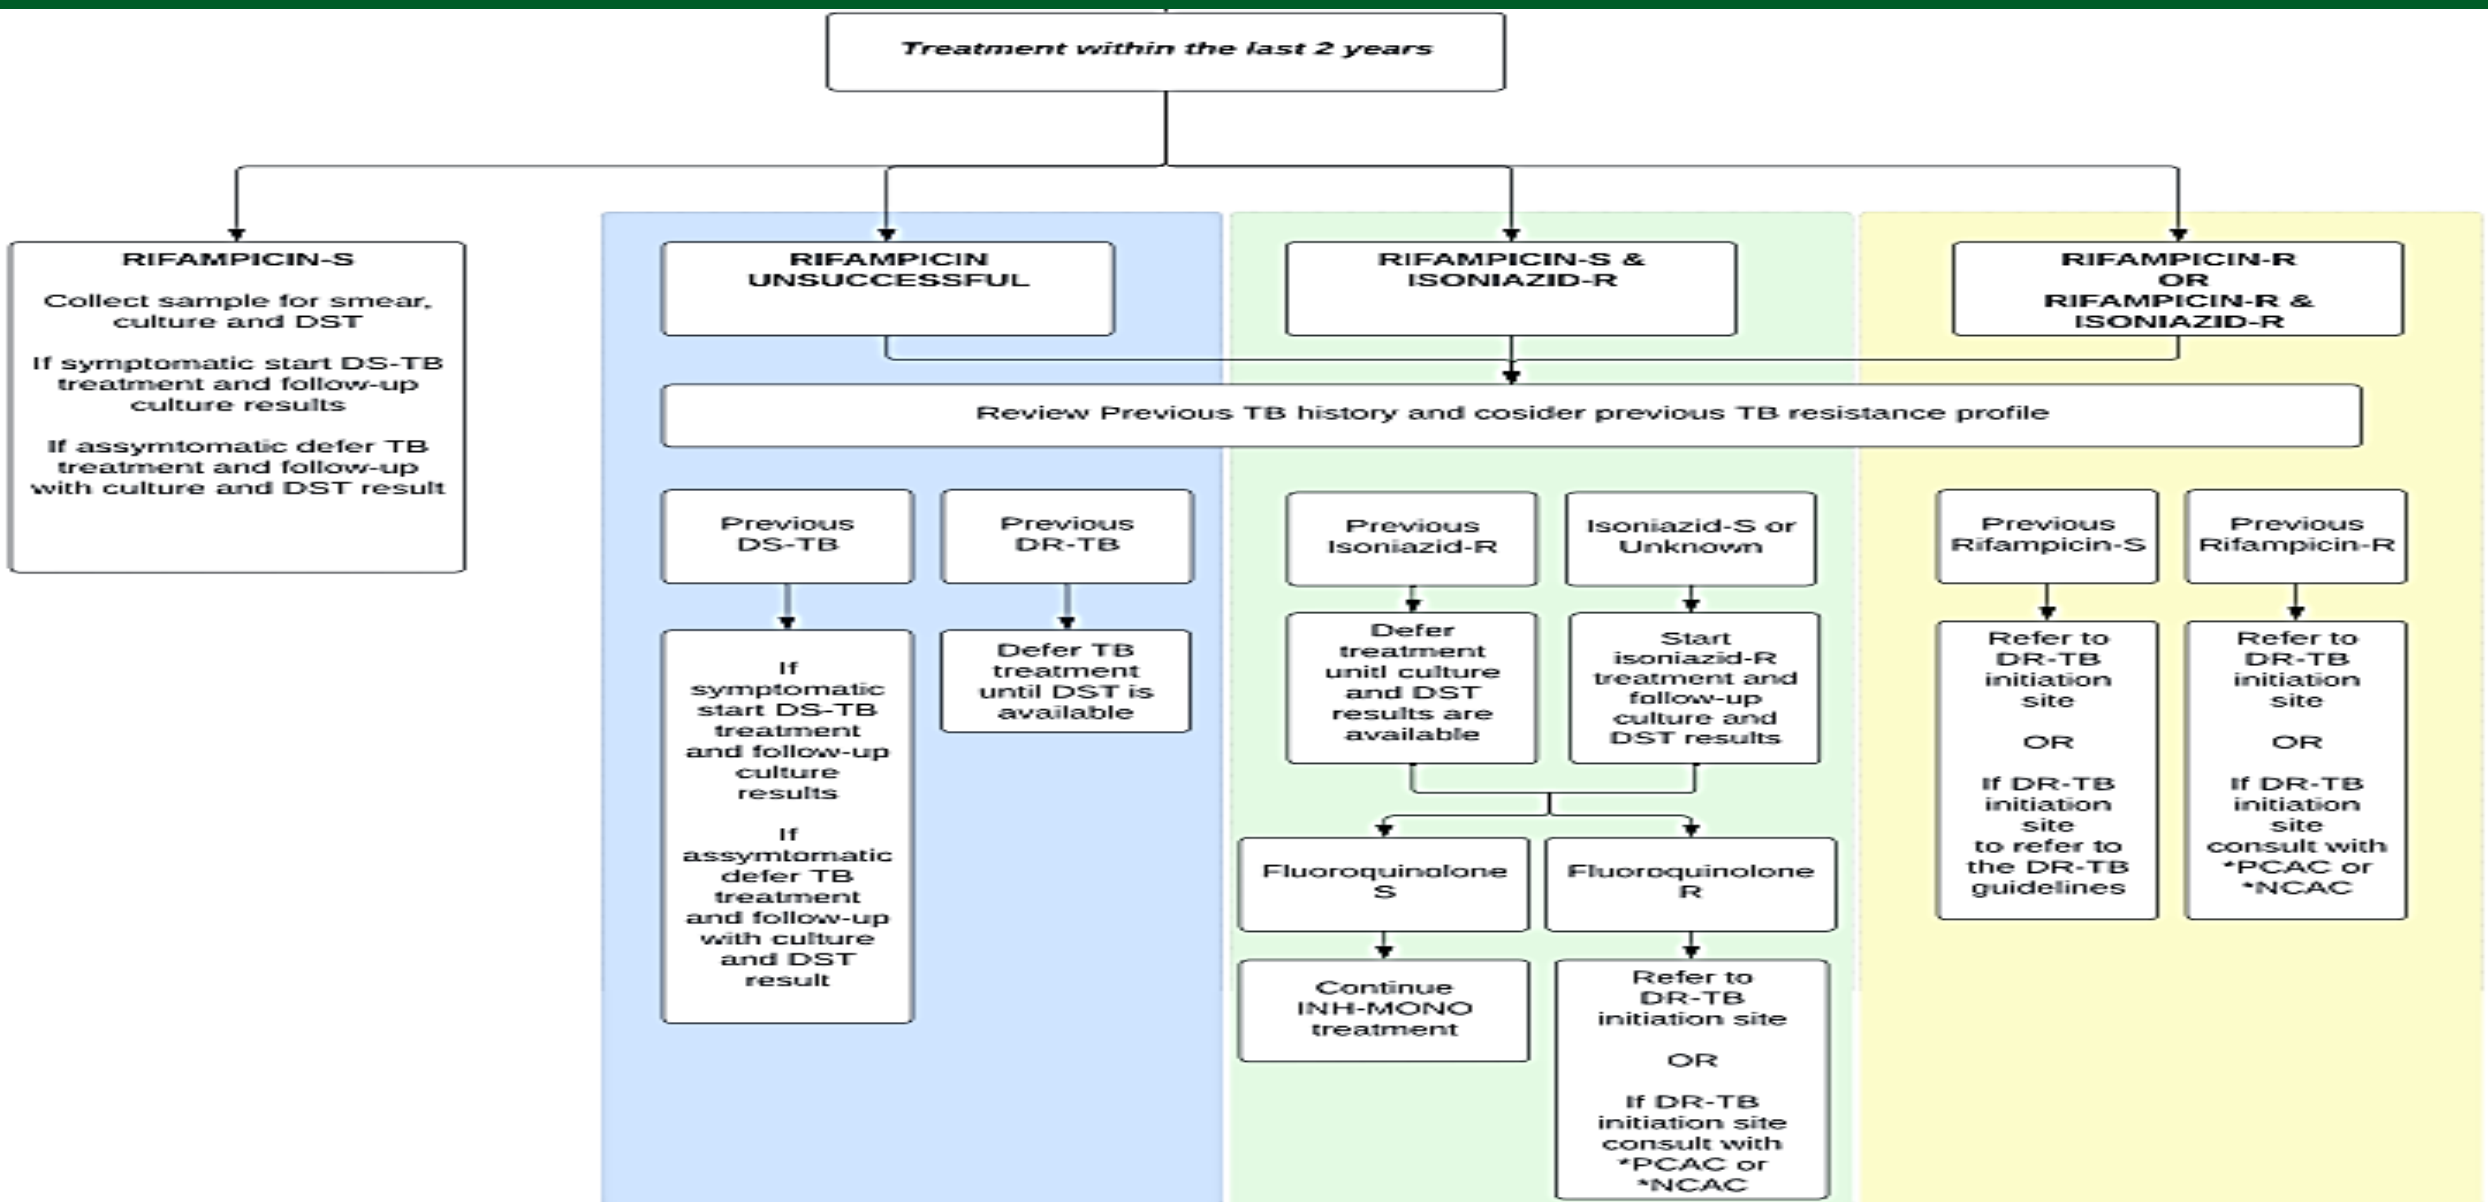 Treatment within the last 2 years
RIFAMPICIN-S
Collect sample for smear,
culture and DST
If symptomatic start DS-TB
treatment and follow-up
culture results
If assymtomatic defer TB
treatment and follow-up
with culture and DST result
RIFAMPICIN
UNSUCCESSFUL
RIFAMPICIN-S &
ISONIAZID-R
RIFAMPICIN-R
OR
RIFAMPICIN-R &
ISONIAZID-R
Review Previous TB history and cosider previous TB resistance profile
Previous
DS-TB
Previous
DR-TB
Previous
Isoniazid-R
Isoniazid-S or
Unknown
Previous
Rifampicin-S
Previous
Rifampicin-R
If
symptomatic
start DS-TB
treatment
and follow-up
culture
results
If
assymtomatic
defer TB
treatment
and follow-up
with culture
and DST
result
Defer TB
treatment
until DST is
available
Defer
treatment
unitl culture
and DST
results are
available
Start
isoniazid-R
treatment and
follow-up
culture and
DST results
Refer to
DR-TB
initiation
site
OR
If DR-TB
initiation
site
to refer to
the DR-TB
guidelines
Refer to
DR-TB
initiation
site
OR
If DR-TB
initiation
site
consult with
*PCAC or
*NCAC
Fluoroquinolone
S
Fluoroquinolone
R
Continue
INH-MONO
treatment
Refer to
DR-TB
initiation site
OR
If DR-TB
initiation site
consult with
*PCAC or
*NCAC